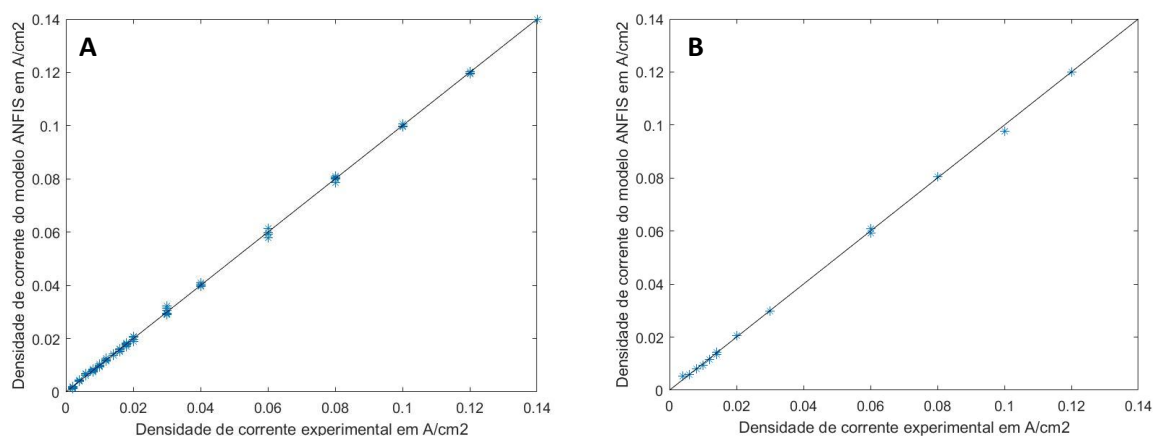 A
Densidade de corrente do modelo ANFIS em A/cm2
0.14
0.12
0.1
0.08
0.06
0.04
0.02
0
0 0.02 0.04 0.06 0.08 0.1 0.12 0.14
Densidade de corrente experimental em A/cm2
B
Densidade de corrente do modelo ANFIS em A/cm2
0.14
0.12
0.1
0.08
0.06
0.04
0.02
0
0 0.02 0.04 0.06 0.08 0.1 0.12 0.14
Densidade de corrente experimental em A/cm2